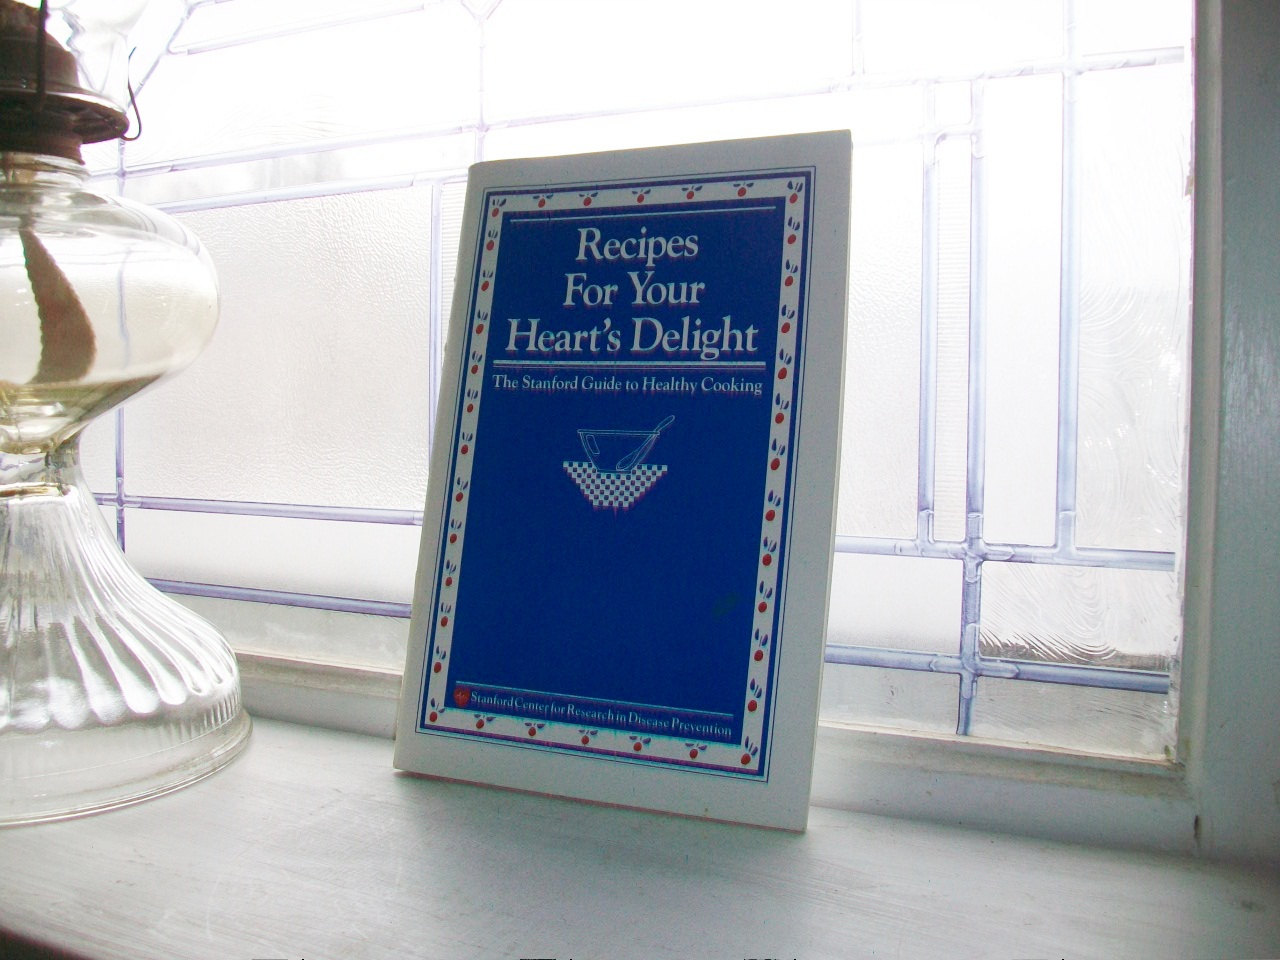 Recipes
For Your
Heart's Delight
The Stanford Guide to Healthy Cooking
Stanford Center for Research in Disease Prevention